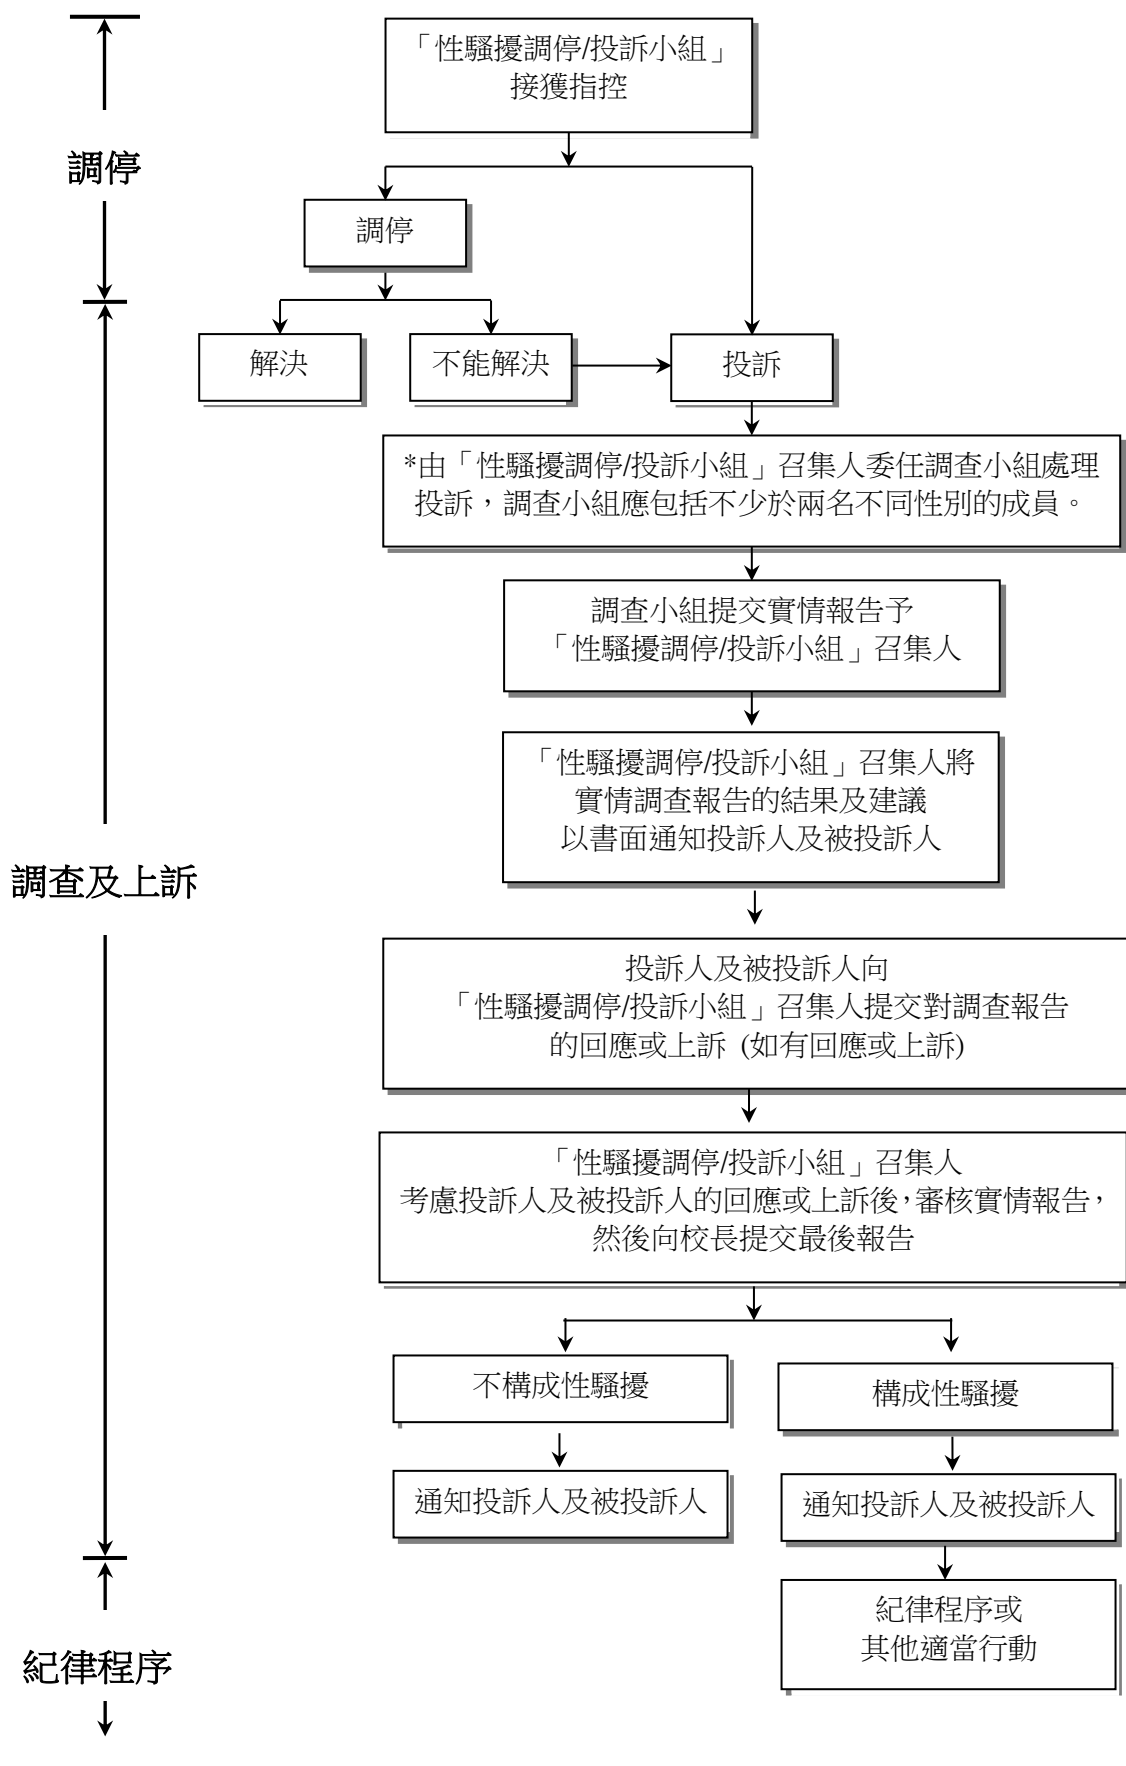 「性騷擾調停/投訴小組」
接獲指控
調停
調停
解決
不能解決
投訴
*由「性騷擾調停/投訴小組」召集人委任調查小組處理
投訴，調查小組應包括不少於兩名不同性別的成員。
調查小組提交實情報告予
「性騷擾調停/投訴小組」召集人
「性騷擾調停/投訴小組」召集人將
實情調查報告的結果及建議
以書面通知投訴人及被投訴人
調查及上訴
投訴人及被投訴人向
「性騷擾調停/投訴小組」召集人提交對調查報告
的回應或上訴 (如有回應或上訴)
「性騷擾調停/投訴小組」召集人
考慮投訴人及被投訴人的回應或上訴後，審核實情報告，
然後向校長提交最後報告
不構成性騷擾
構成性騷擾
通知投訴人及被投訴人
通知投訴人及被投訴人
紀律程序或
其他適當行動
紀律程序